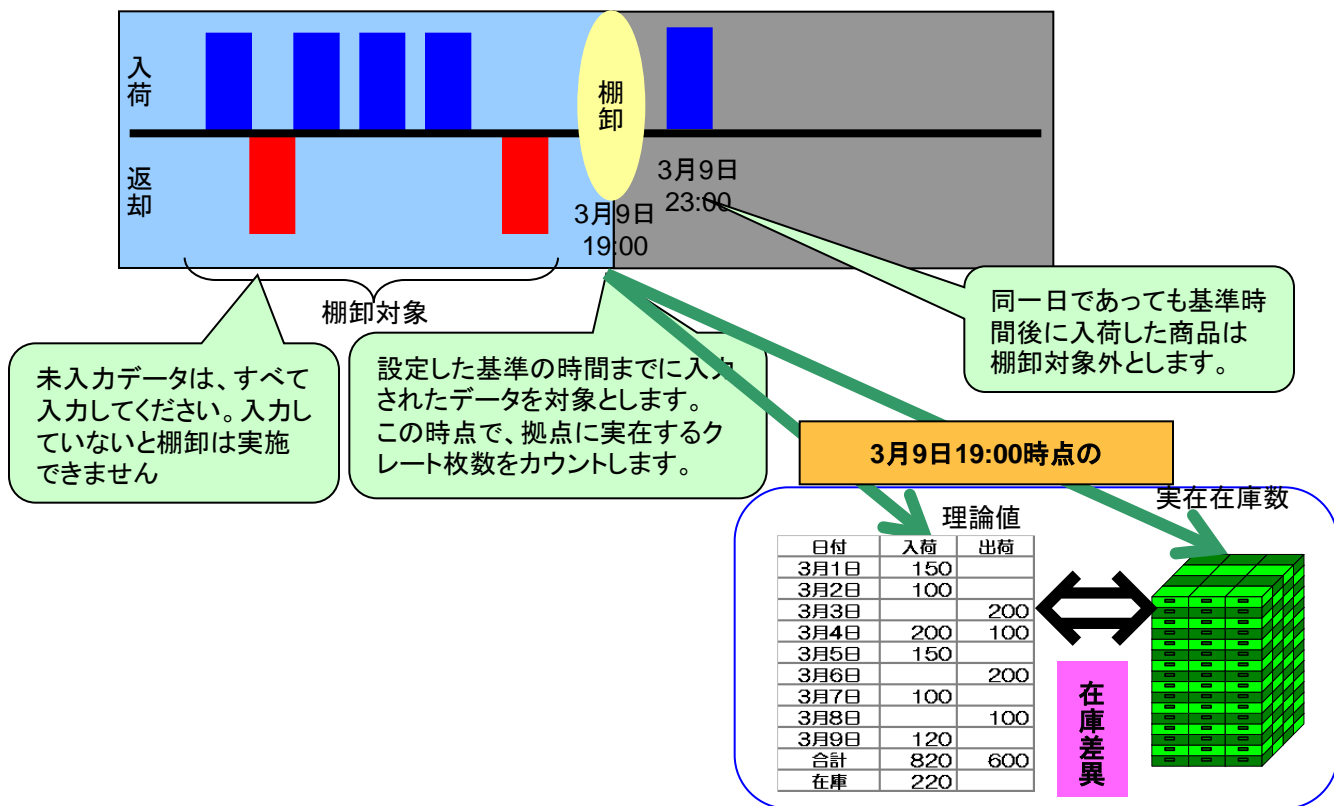 入荷
返却
棚卸
3月9日
19:00
3月9日
23:00
棚卸対象
未入力データは、すべて
入力してください。入力し
ていないと棚卸は実施
できません
設定した基準の時間までに入力
されたデータを対象とします。
この時点で、拠点に実在するク
レート枚数をカウントします。
同一日であっても基準時
間後に入荷した商品は
棚卸対象外とします。
3月9日19:00時点の
理論値
実在在庫数
日付 入荷 出荷
3月1日 150
3月2日 100
3月3日 200
3月4日 200 100
3月5日 150
3月6日 200
3月7日 100
3月8日 100
3月9日 120
合計 820 600
在庫 220
在庫差異